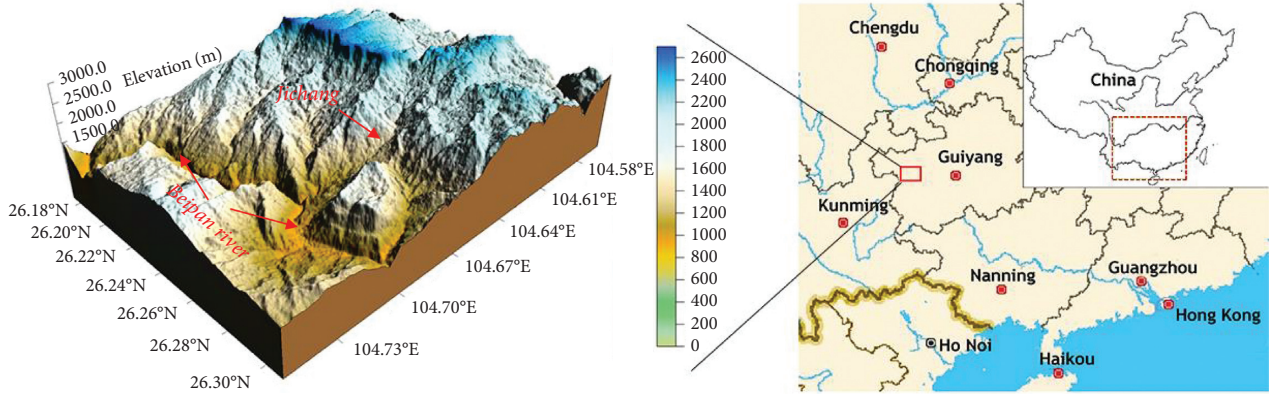 3000.0
2500.0
2000.0
1500.0
Elevation (m)
Jichang
Beipan river
26.18°N
26.20°N
26.22°N
26.24°N
26.26°N
26.28°N
26.30°N
104.58°E
104.61°E
104.64°E
104.67°E
104.70°E
104.73°E
2600
2400
2200
2000
1800
1600
1400
1200
1000
800
600
400
200
0
Chengdu
Chongqing
Guiyang
Kunming
Nanning
Guangzhou
Hong Kong
Ho Noi
Haikou
China